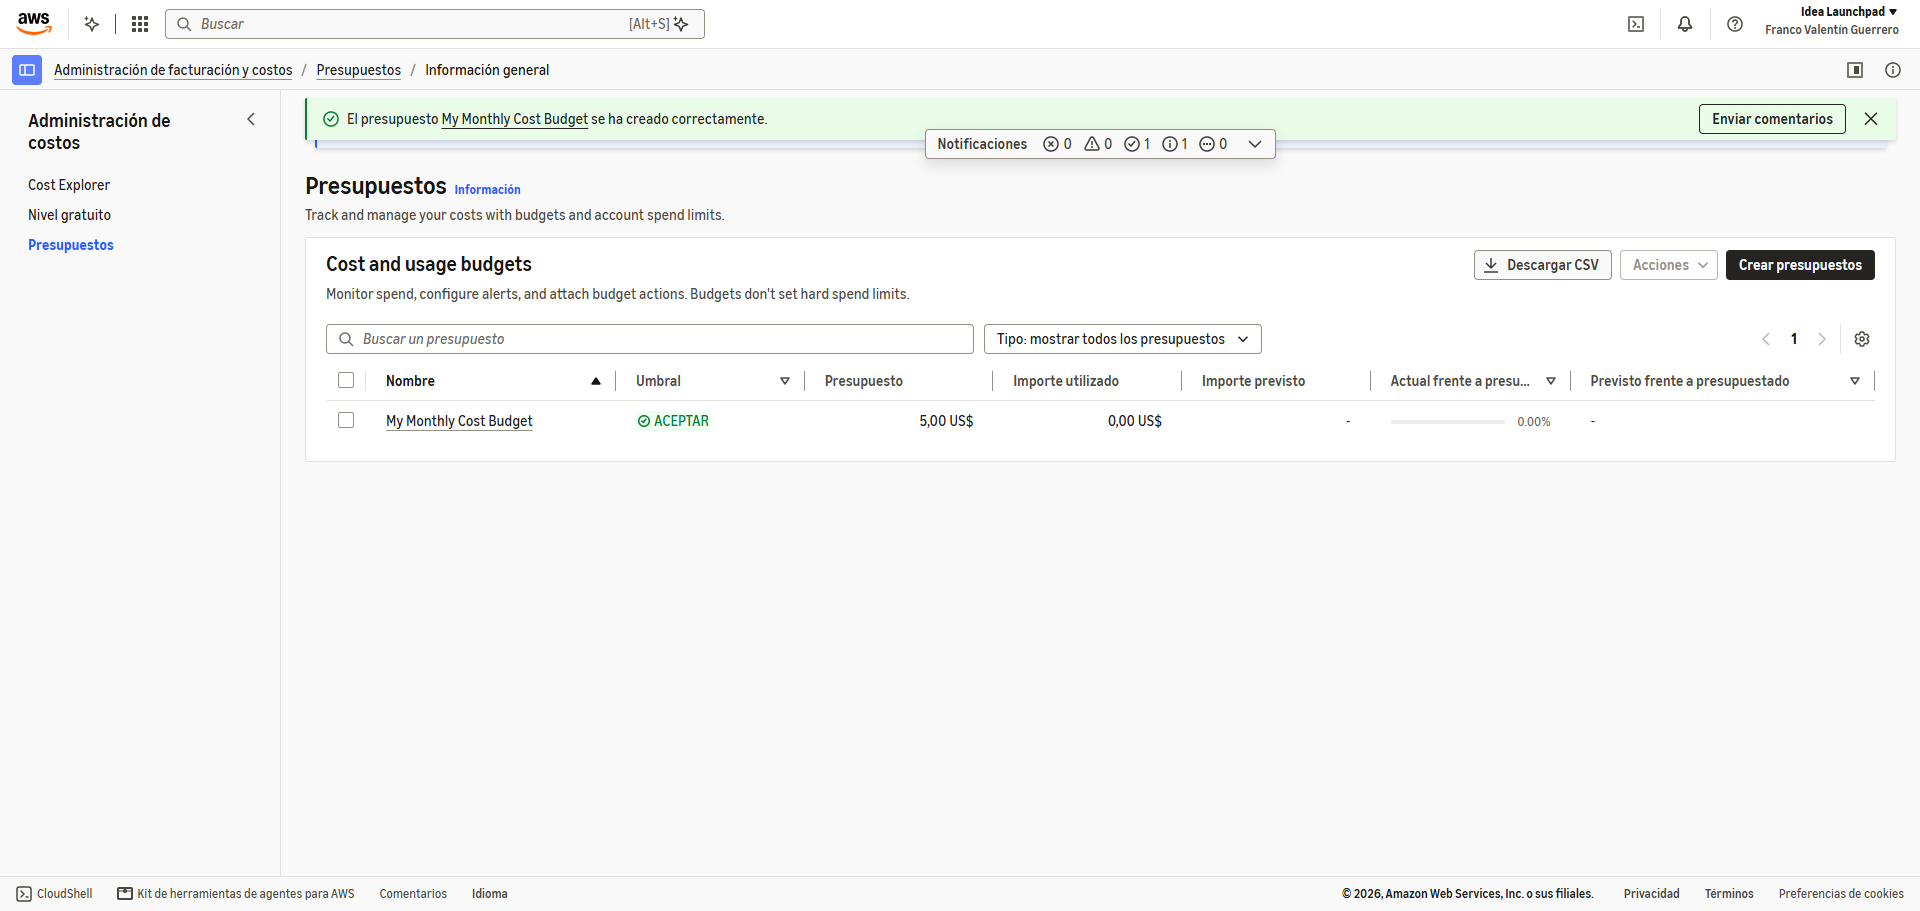 aws
Buscar
[Alt+S]
Idea Launchpad
Franco Valentín Guerrero
Administración de facturación y costos / Presupuestos / Información general
Administración de
costos
Cost Explorer
Nivel gratuito
Presupuestos
El presupuesto My Monthly Cost Budget se ha creado correctamente.
Enviar comentarios
Notificaciones 0 0 1 1 0
Presupuestos Información
Track and manage your costs with budgets and account spend limits.
Cost and usage budgets
Descargar CSV
Acciones
Crear presupuestos
Monitor spend, configure alerts, and attach budget actions. Budgets don't set hard spend limits.
Buscar un presupuesto
Tipo: mostrar todos los presupuestos
1
Nombre Umbral Presupuesto Importe utilizado Importe previsto Actual frente a presu... Previsto frente a presupuestado
My Monthly Cost Budget ACEPTAR 5,00 US$ 0,00 US$ - 0.00% -
CloudShell Kit de herramientas de agentes para AWS Comentarios Idioma © 2026, Amazon Web Services, Inc. o sus filiales. Privacidad Términos Preferencias de cookies